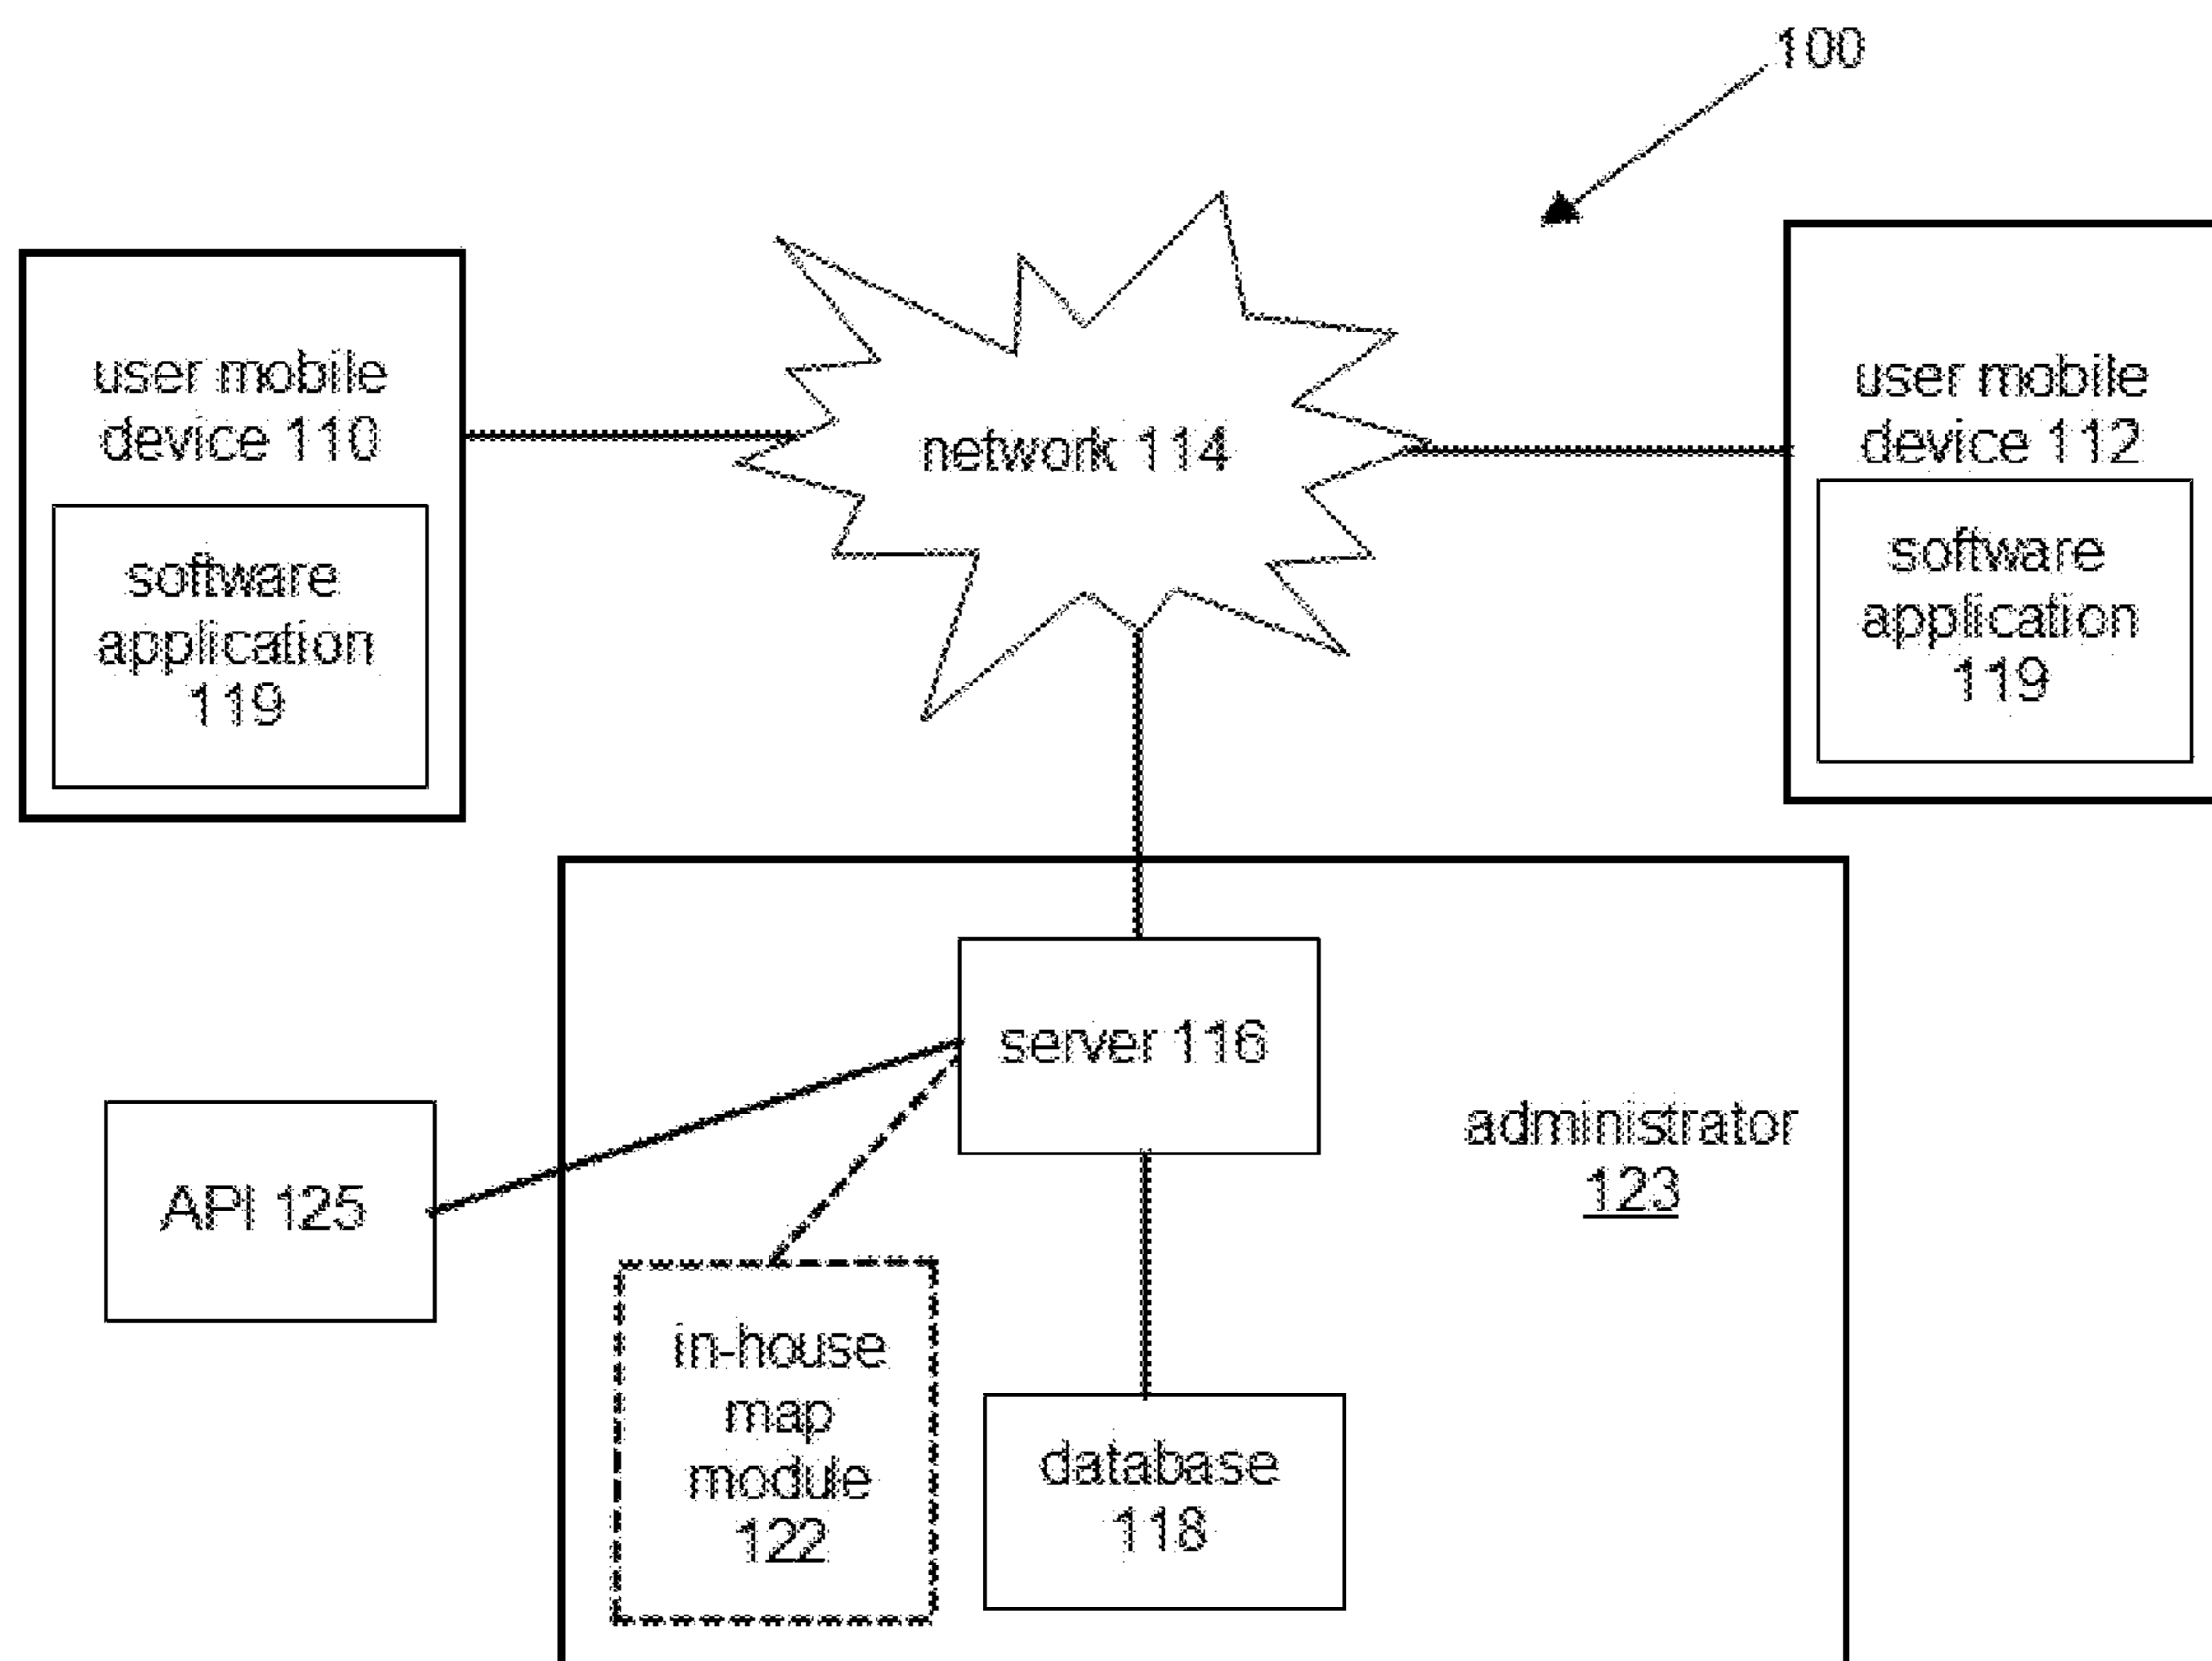 100
user mobile
device 110
software
application
119
network 114
user mobile
device 112
software
application
119
server 116
administrator
123
API 125
in-house
map
module
122
database
118